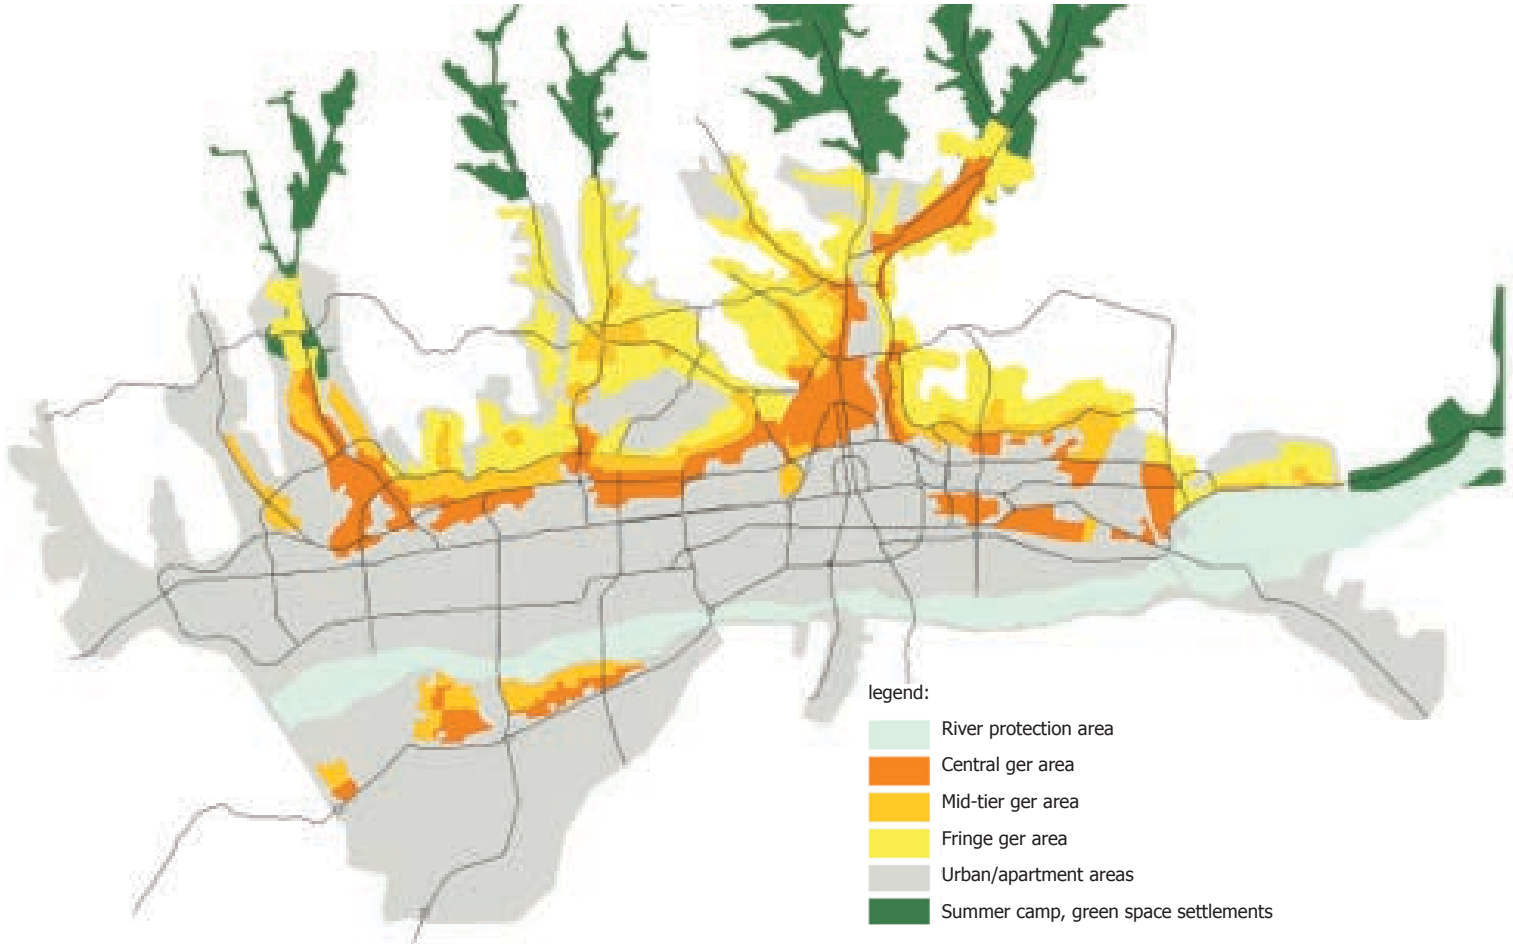 legend:
River protection area
Central ger area
Mid-tier ger area
Fringe ger area
Urban/apartment areas
Summer camp, green space settlements